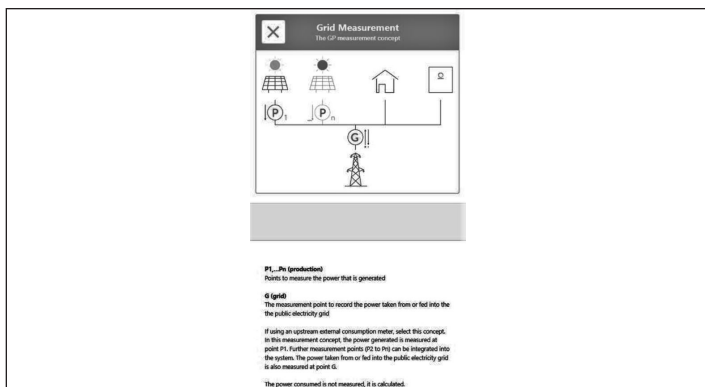 Grid Measurement
The GP measurement concept
P 1
P n
G
P1,...Pn (production)
Points to measure the power that is generated
G (grid)
The measurement point to record the power taken from or fed into the
the public electricity grid
If using an upstream external consumption meter, select this concept.
In this measurement concept, the power generated is measured at
point P1. Further measurement points (P2 to Pn) can be integrated into
the system. The power taken from or fed into the public electricity grid
is also measured at point G.
The power consumed is not measured, it is calculated.